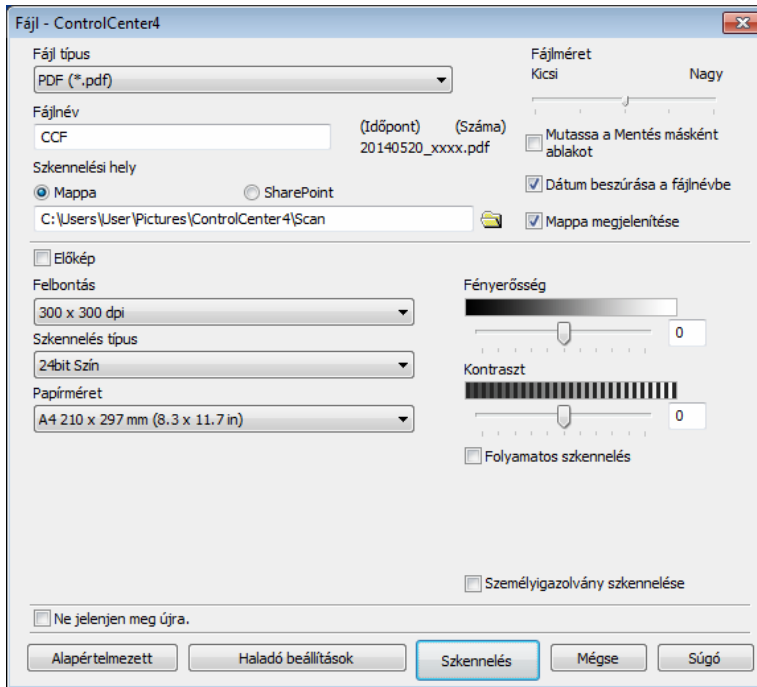 Fájl - ControlCenter4
Fájl típus
PDF (*.pdf)
Fájlméret
Kicsi Nagy
Fájlnév
CCF
(Időpont) (Száma)
20140520_xxxx.pdf
Mutassa a Mentés másként
ablakot
Szkennelési hely
Mappa SharePoint
Dátum beszúrása a fájlnévbe
C:\Users\User\Pictures\ControlCenter4\Scan
Mappa megjelenítése
Előkép
Felbontás
300 x 300 dpi
Szkennelés típus
24bit Szín
Papírméret
A4 210 x 297 mm (8.3 x 11.7 in)
Fényerősség
0
Kontraszt
0
Folyamatos szkennelés
Személyigazolvány szkennelése
Ne jelenjen meg újra.
Alapértelmezett Haladó beállítások Szkennelés Mégse Súgó